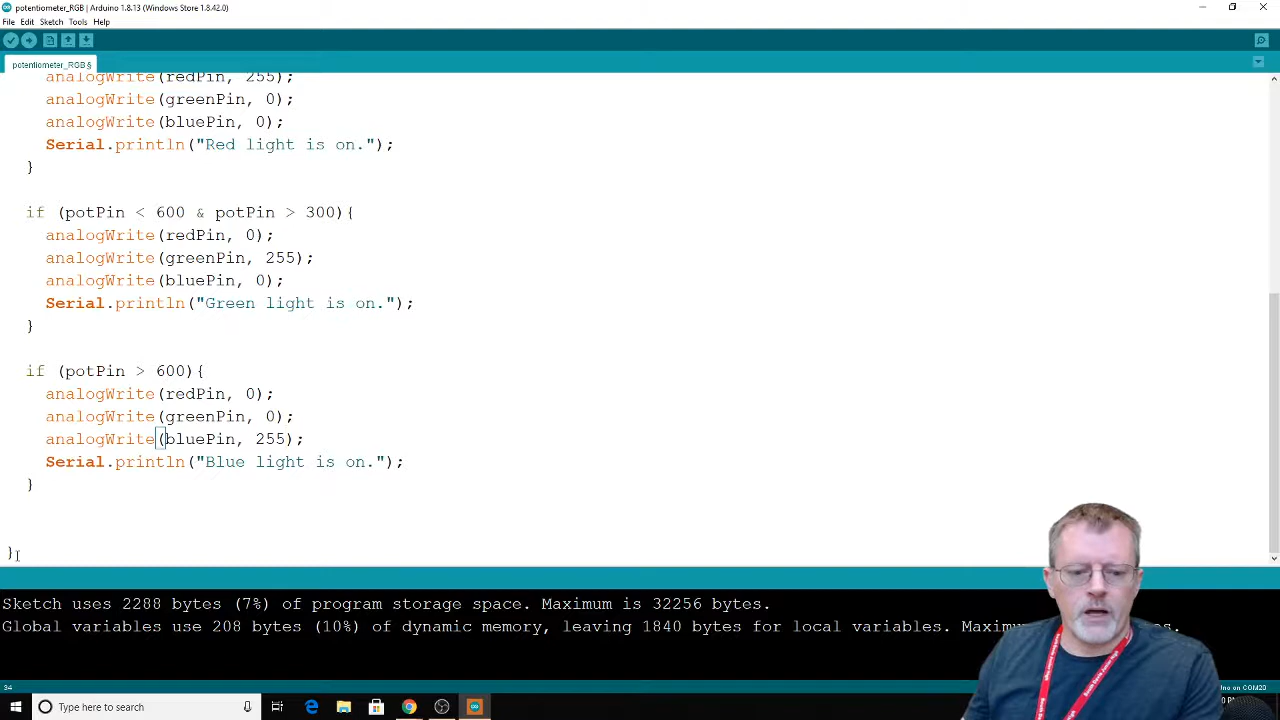 potentiometer_RGB | Arduino 1.8.13 (Windows Store 1.8.42.0)
File Edit Sketch Tools Help
potentiometer_RGB§
analogWrite(redPin, 255);
analogWrite(greenPin, 0);
analogWrite(bluePin, 0);
Serial.println("Red light is on.");
}
if (potPin < 600 & potPin > 300){
analogWrite(redPin, 0);
analogWrite(greenPin, 255);
analogWrite(bluePin, 0);
Serial.println("Green light is on.");
}
if (potPin > 600){
analogWrite(redPin, 0);
analogWrite(greenPin, 0);
analogWrite(bluePin, 255);
Serial.println("Blue light is on.");
}
}
Sketch uses 2288 bytes (7%) of program storage space. Maximum is 32256 bytes.
Global variables use 208 bytes (10%) of dynamic memory, leaving 1840 bytes for local variables.
34
Uno on COM20
Type here to search